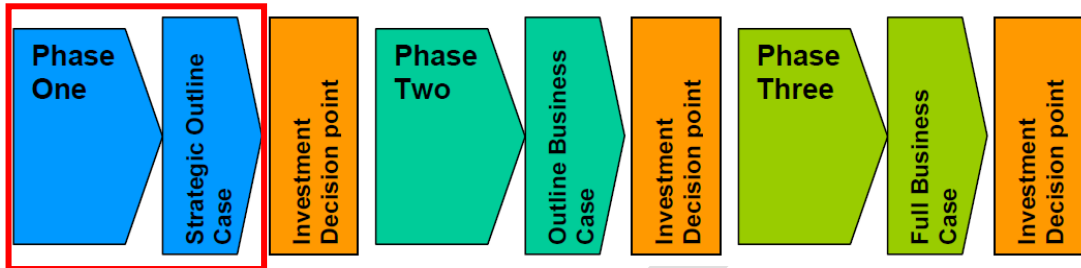 Phase
One
Strategic Outline
Case
Investment
Decision point
Phase
Two
Outline Business
Case
Investment
Decision point
Phase
Three
Full Business
Case
Investment
Decision point